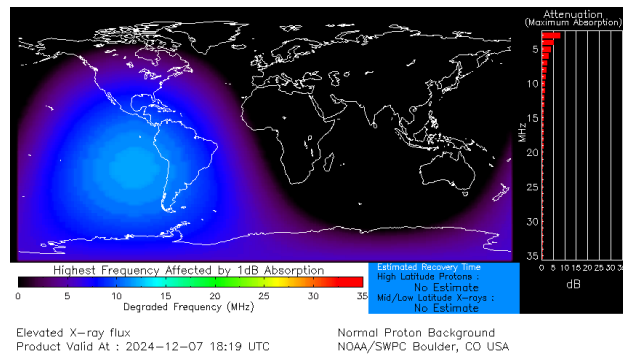 Attenuation
(Maximum Absorption)
5
10
15
20
25
30
35
MHz
0 5 10 15 20 25 30 35
dB
Highest Frequency Affected by 1dB Absorption
0 5 10 15 20 25 30 35
Degraded Frequency (MHz)
Estimated Recovery Time
High Latitude Protons :
No Estimate
Mid/Low Latitude X-rays :
No Estimate
Elevated X-ray flux
Product Valid At : 2024-12-07 18:19 UTC
Normal Proton Background
NOAA/SWPC Boulder, CO USA